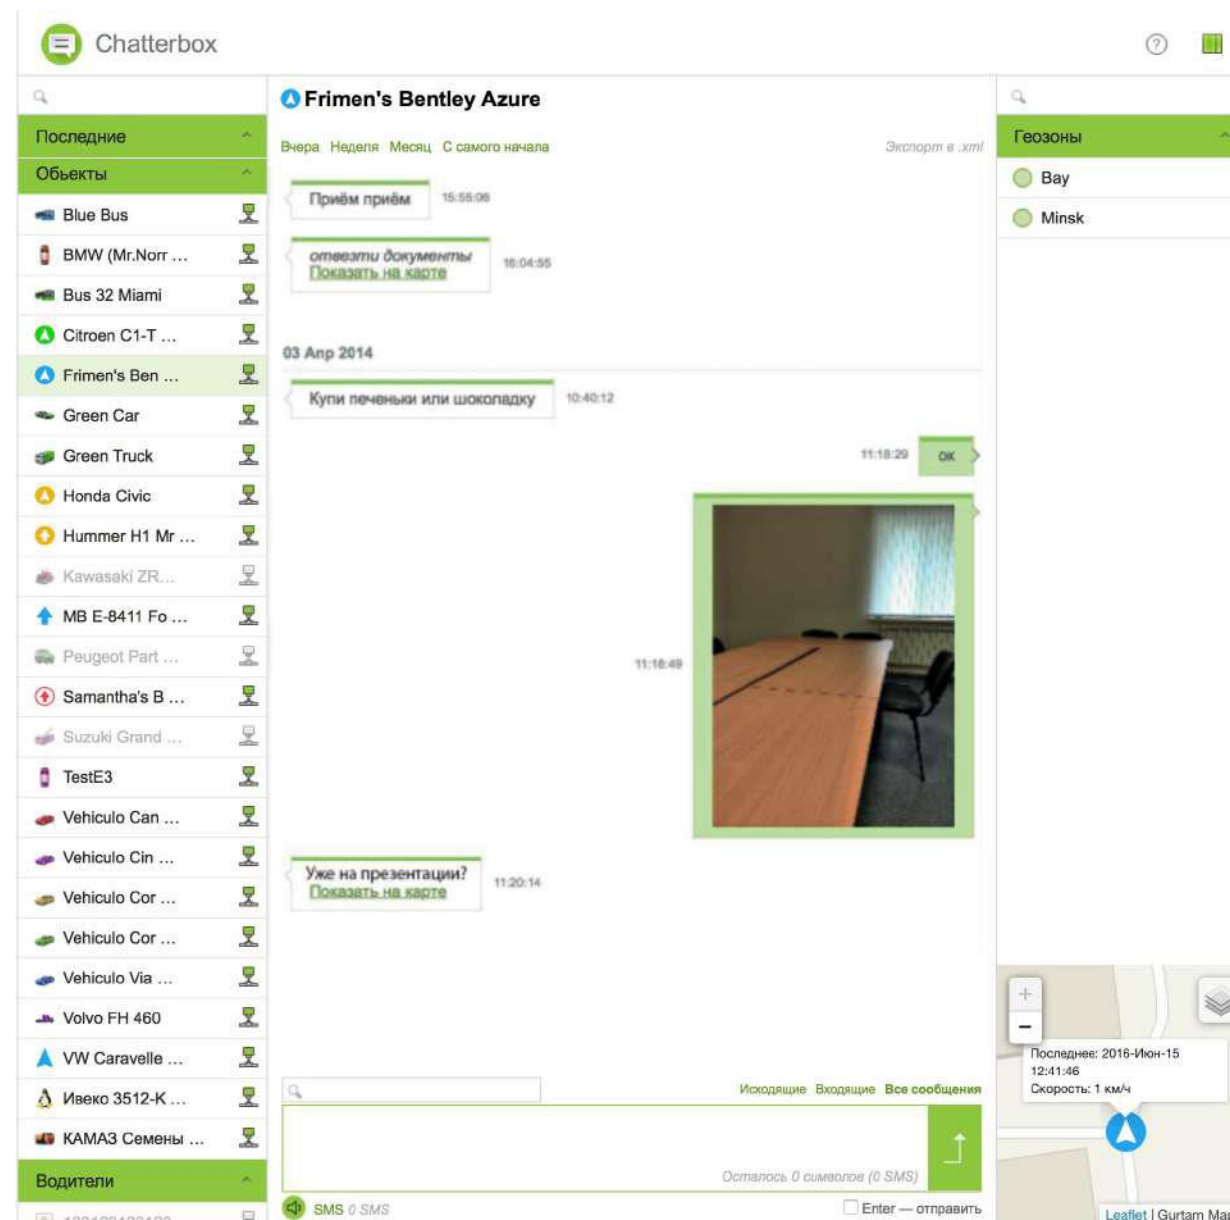 Chatterbox
Последние
Обьекты
Blue Bus
BMW (Mr.Norr ...
Bus 32 Miami
Citroen C1-T ...
Frimen's Ben ...
Green Car
Green Truck
Honda Civic
Hummer H1 Mr ...
Kawasaki ZR...
MB E-8411 Fo ...
Peugeot Part ...
Samantha's B ...
Suzuki Grand ...
TestE3
Vehiculo Can ...
Vehiculo Cin ...
Vehiculo Cor ...
Vehiculo Cor ...
Vehiculo Via ...
Volvo FH 460
VW Caravelle ...
Ивеко 3512-К ...
КАМАЗ Семены ...
Водители
Frimen's Bentley Azure
Вчера Неделя Месяц С самого начала
Экспорт в .xml
Приём приём
15:55:06
отвезти документы
Показать на карте
16:04:55
03 Апр 2014
Купи печеньки или шоколадку
10:40:12
11:18:29
ок
11:18:49
Уже на презентации?
Показать на карте
11:20:14
Исходящие Входящие Все сообщения
Осталось 0 символов (0 SMS)
SMS 0 SMS
Enter — отправить
Геозоны
Bay
Minsk
+
−
Последнее: 2016-Июн-15
12:41:46
Скорость: 1 км/ч
Leaflet | Gurtam Map